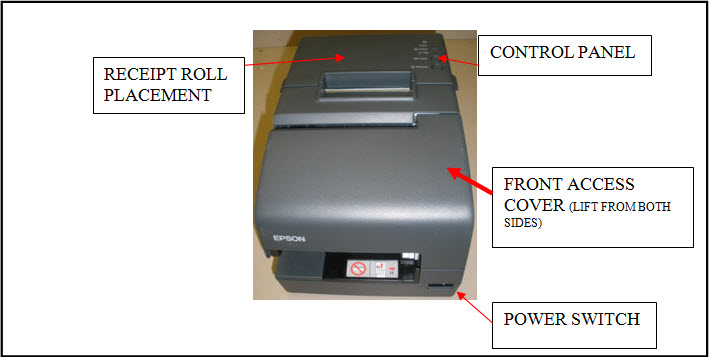 RECEIPT ROLL
PLACEMENT
CONTROL PANEL
FRONT ACCESS
COVER (LIFT FROM BOTH
SIDES)
EPSON
POWER SWITCH